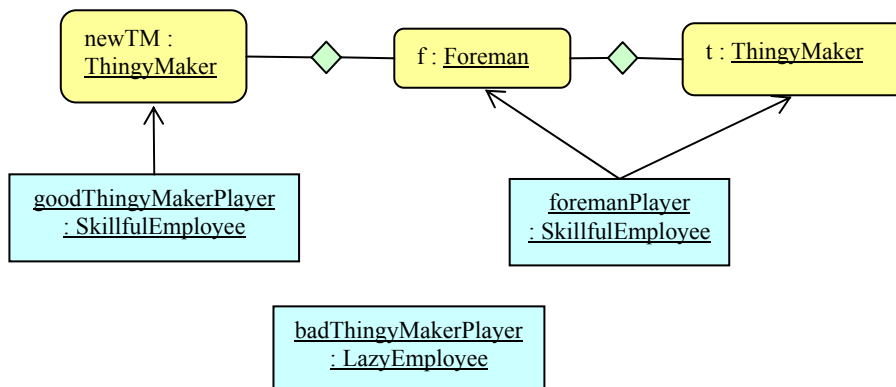 newTM :
ThingyMaker
f : Foreman
t : ThingyMaker
goodThingyMakerPlayer
: SkillfulEmployee
foremanPlayer
: SkillfulEmployee
badThingyMakerPlayer
: LazyEmployee